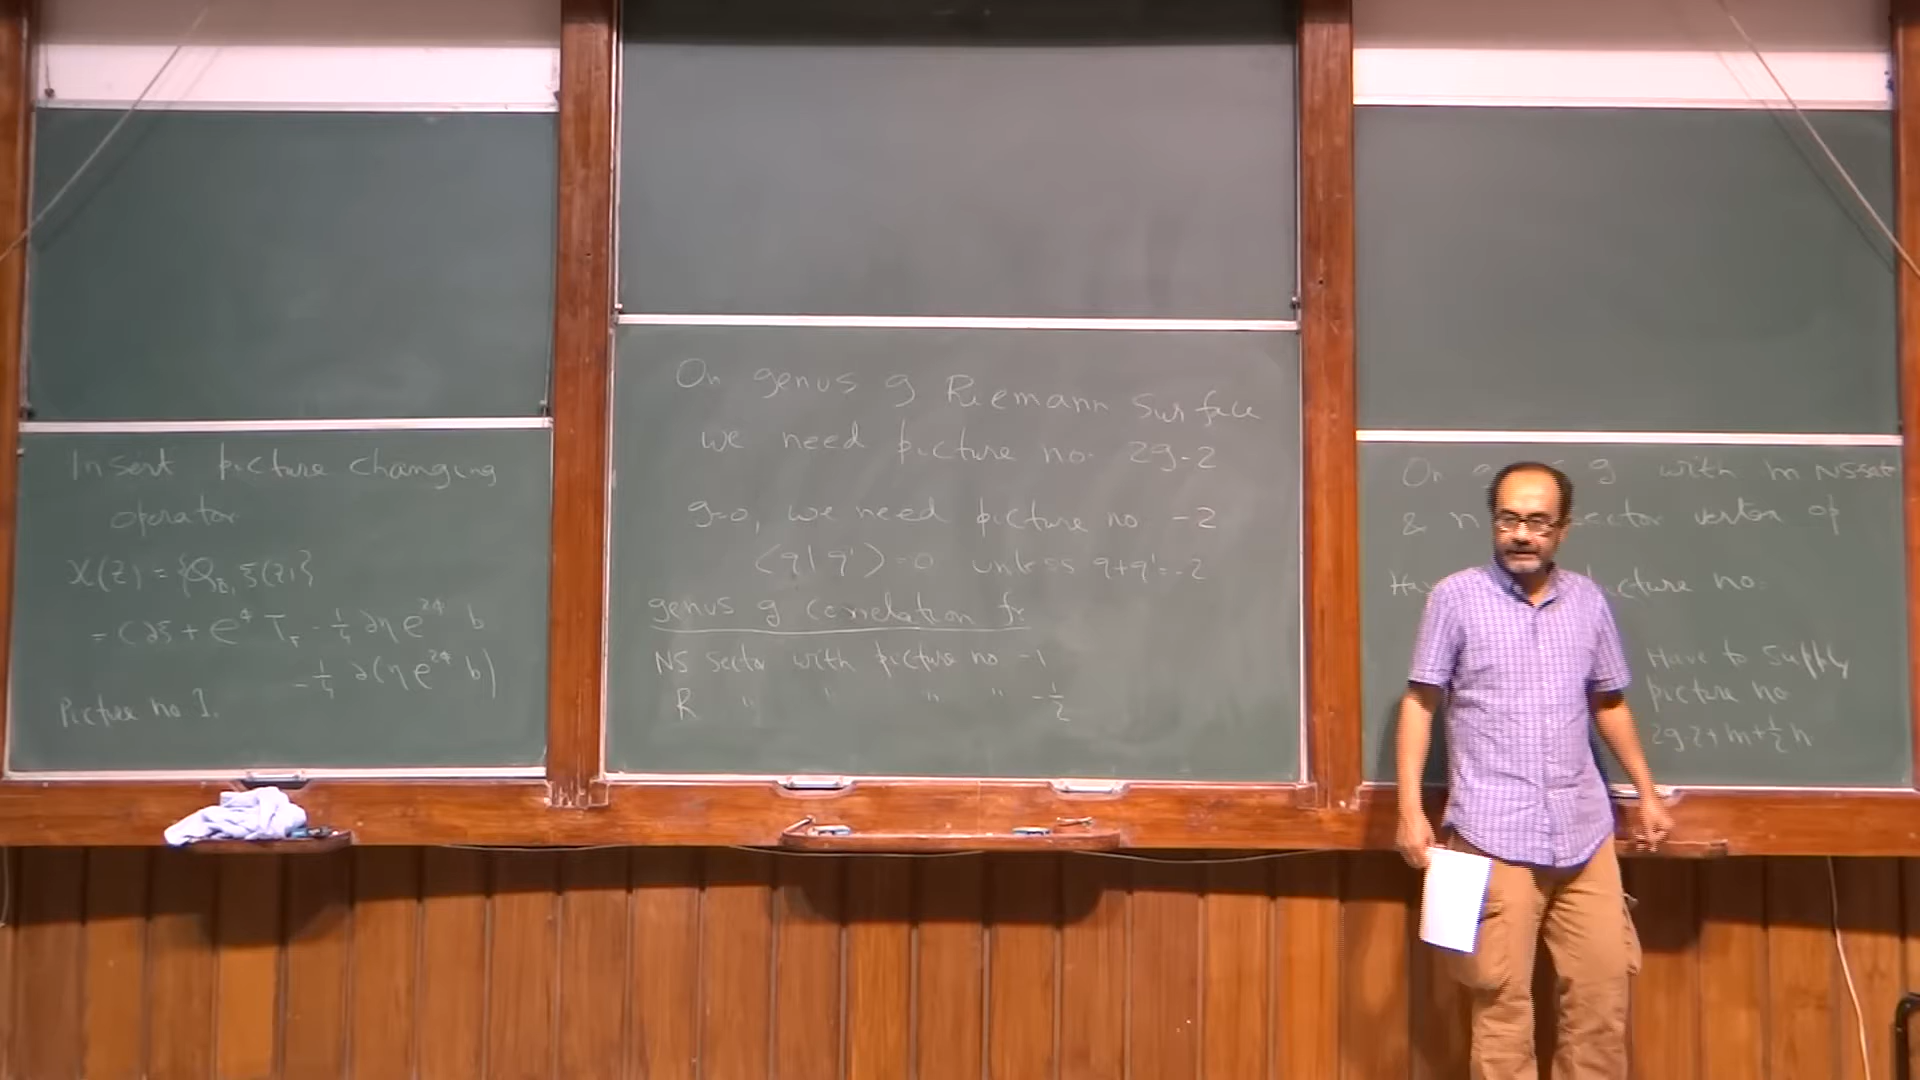 Insert picture changing
operator
X(z) = {Q_B, ξ(z)}
= c∂ξ + e^φ T_F - 1/4 ∂η e^{2φ} b
- 1/4 ∂(η e^{2φ} b)
Picture no 1.
On genus g Riemann Surface
we need picture no. 2g-2
g=0, we need picture no -2
⟨q|q'⟩=0 unless q+q'=-2
genus g correlation fn
NS sector with picture no -1
R " " " " -1/2
On g with m NS-sect
& n sector vertex op
picture no.
Have to supply
picture no
2g-2+m+1/2 n